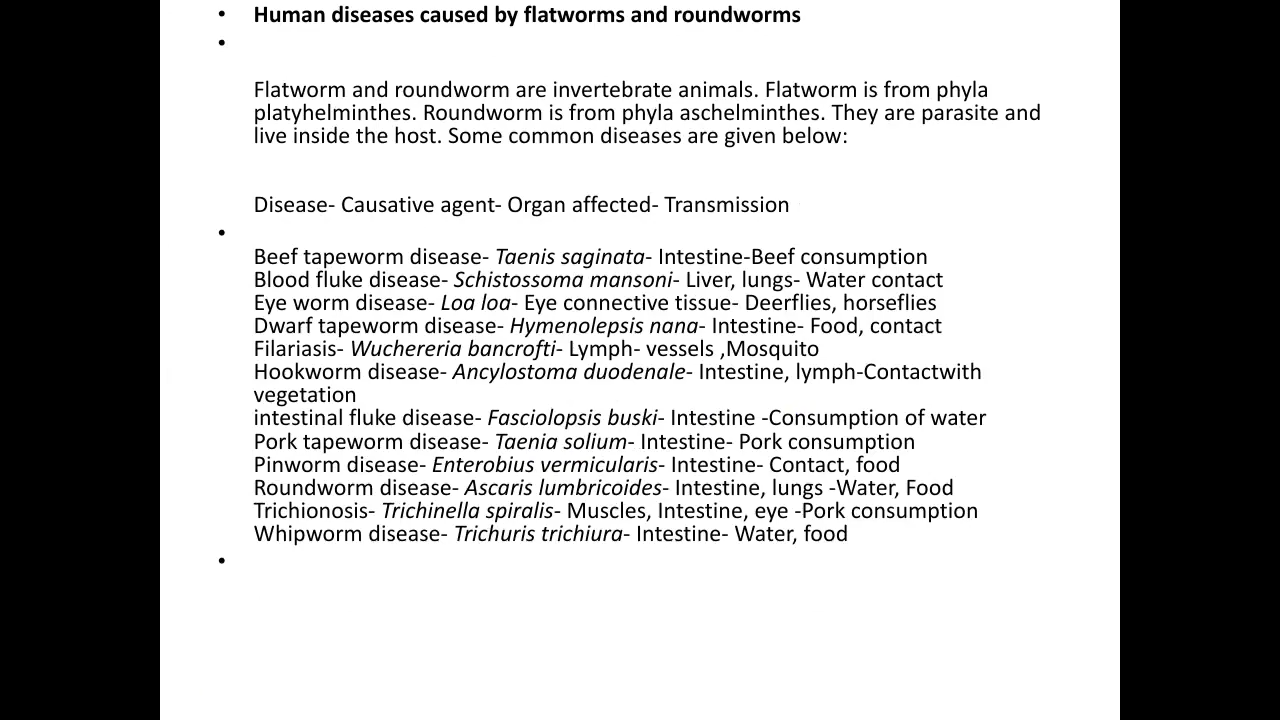 • Human diseases caused by flatworms and roundworms
•
Flatworm and roundworm are invertebrate animals. Flatworm is from phyla
platyhelminthes. Roundworm is from phyla aschelminthes. They are parasite and
live inside the host. Some common diseases are given below:
Disease- Causative agent- Organ affected- Transmission
•
Beef tapeworm disease- Taenis saginata- Intestine-Beef consumption
Blood fluke disease- Schistossoma mansoni- Liver, lungs- Water contact
Eye worm disease- Loa loa- Eye connective tissue- Deerflies, horseflies
Dwarf tapeworm disease- Hymenolepsis nana- Intestine- Food, contact
Filariasis- Wuchereria bancrofti- Lymph- vessels ,Mosquito
Hookworm disease- Ancylostoma duodenale- Intestine, lymph-Contactwith
vegetation
intestinal fluke disease- Fasciolopsis buski- Intestine -Consumption of water
Pork tapeworm disease- Taenia solium- Intestine- Pork consumption
Pinworm disease- Enterobius vermicularis- Intestine- Contact, food
Roundworm disease- Ascaris lumbricoides- Intestine, lungs -Water, Food
Trichionosis- Trichinella spiralis- Muscles, Intestine, eye -Pork consumption
Whipworm disease- Trichuris trichiura- Intestine- Water, food
•